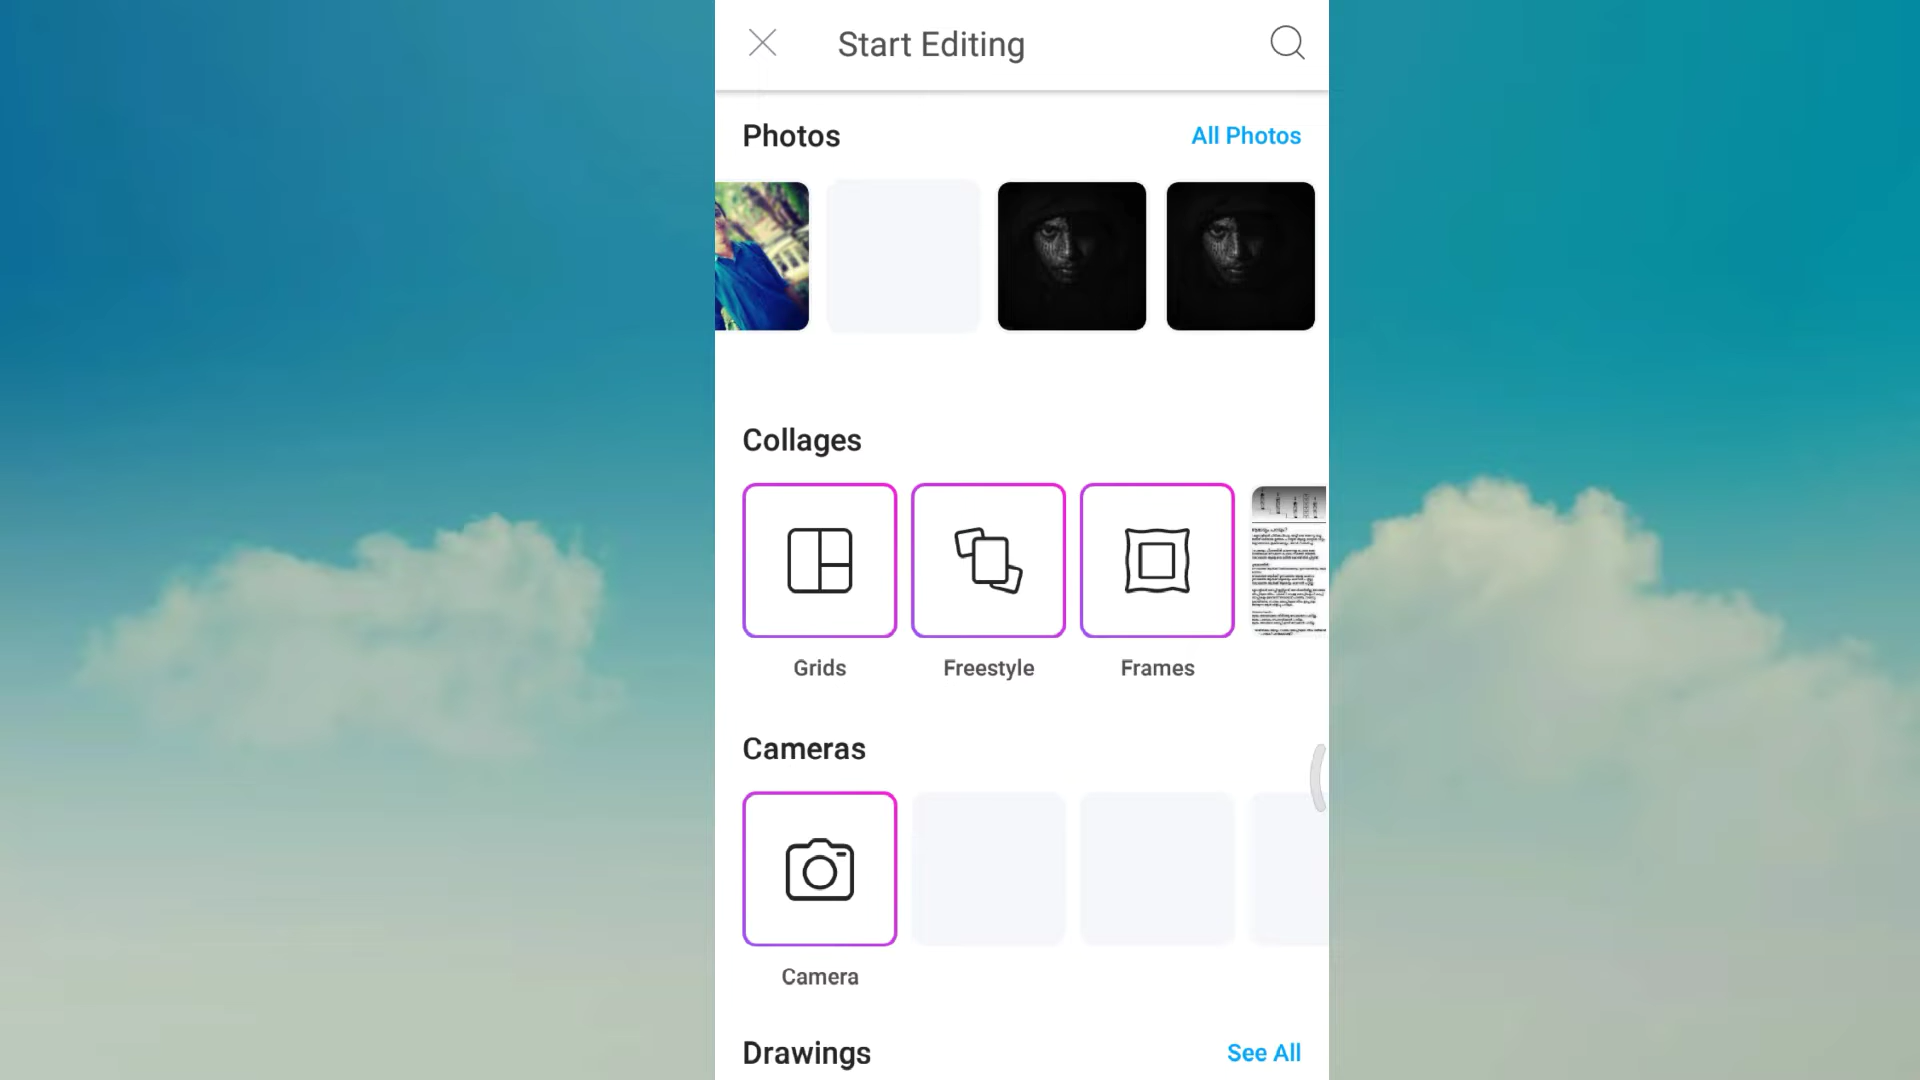 Start Editing
Photos
All Photos
Collages
Grids
Freestyle
Frames
Cameras
Camera
Drawings
See All